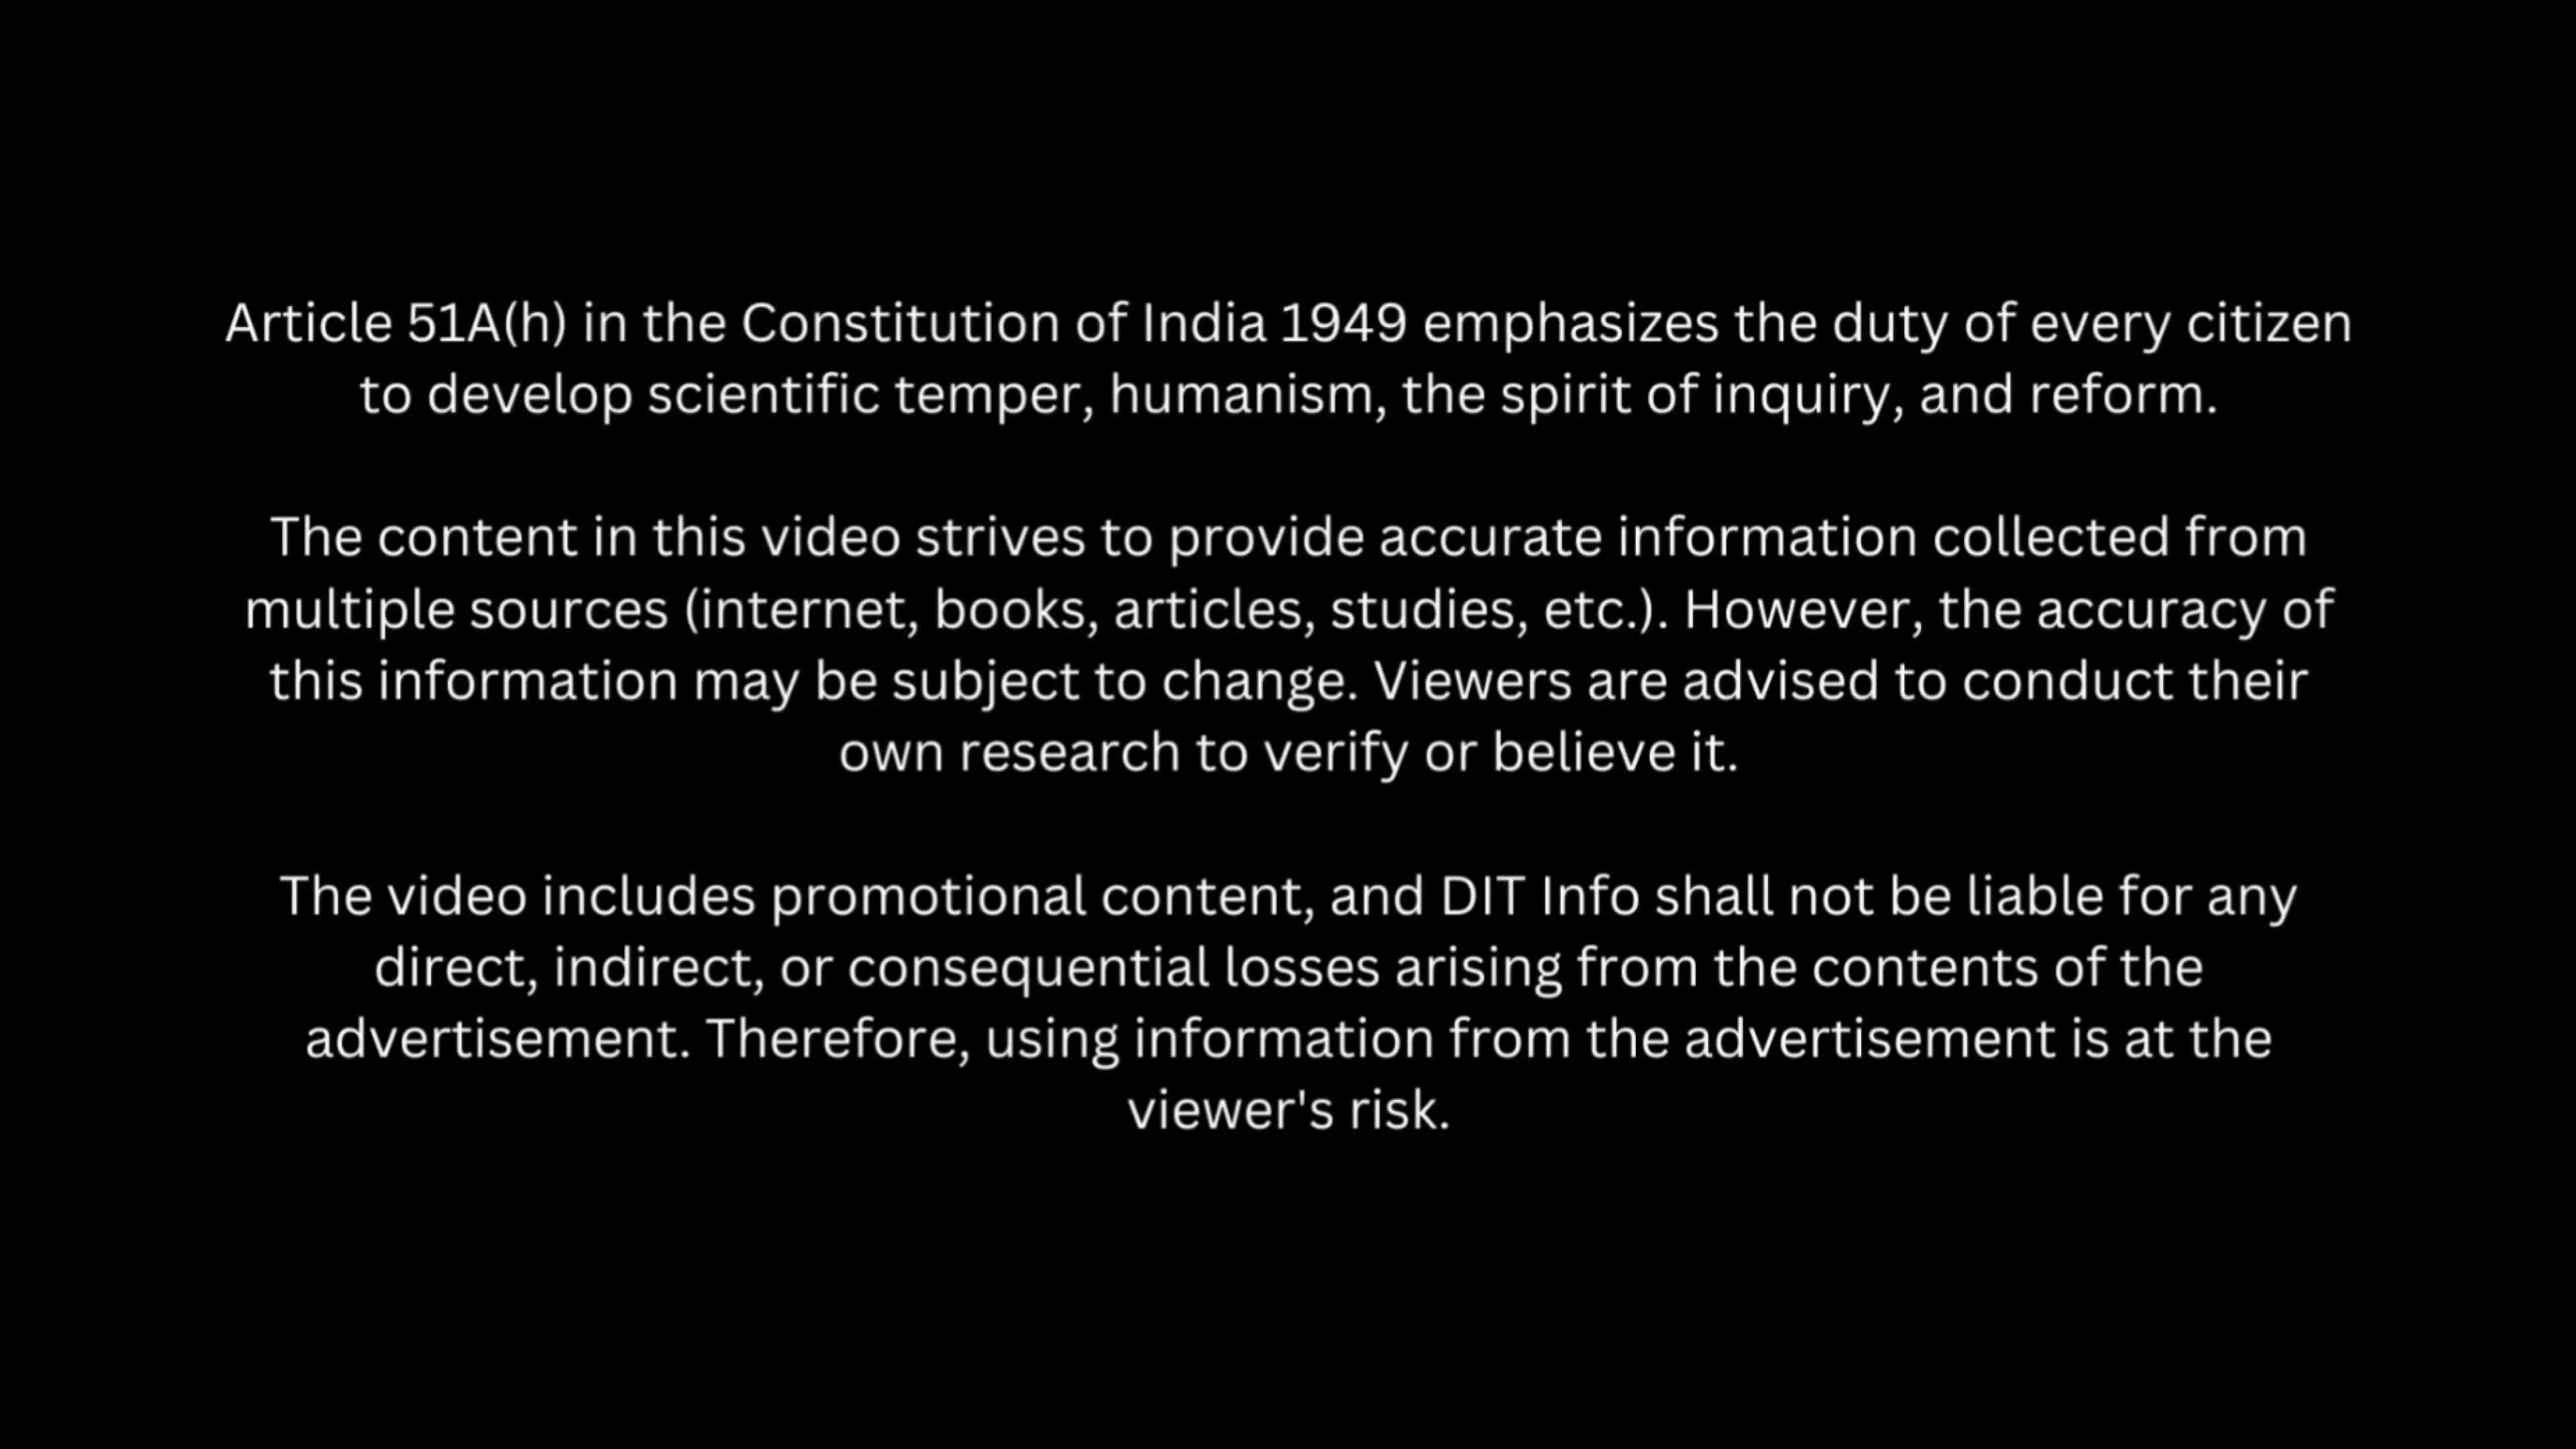 Article 51A(h) in the Constitution of India 1949 emphasizes the duty of every citizen
to develop scientific temper, humanism, the spirit of inquiry, and reform.
The content in this video strives to provide accurate information collected from
multiple sources (internet, books, articles, studies, etc.). However, the accuracy of
this information may be subject to change. Viewers are advised to conduct their
own research to verify or believe it.
The video includes promotional content, and DIT Info shall not be liable for any
direct, indirect, or consequential losses arising from the contents of the
advertisement. Therefore, using information from the advertisement is at the
viewer's risk.